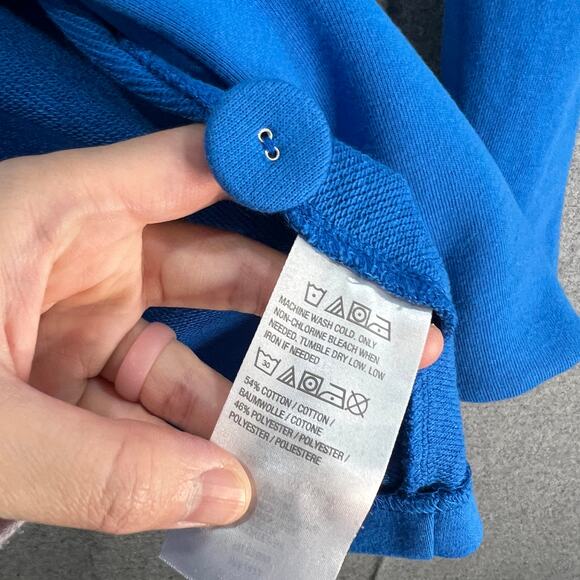 MACHINE WASH COLD. ONLY
NON-CHLORINE BLEACH WHEN
NEEDED, TUMBLE DRY LOW, LOW
IRON IF NEEDED
30
54% COTTON / COTTON /
BAUMWOLLE / COTONE
46% POLYESTER / POLYESTER /
POLYESTER / POLIESTERE